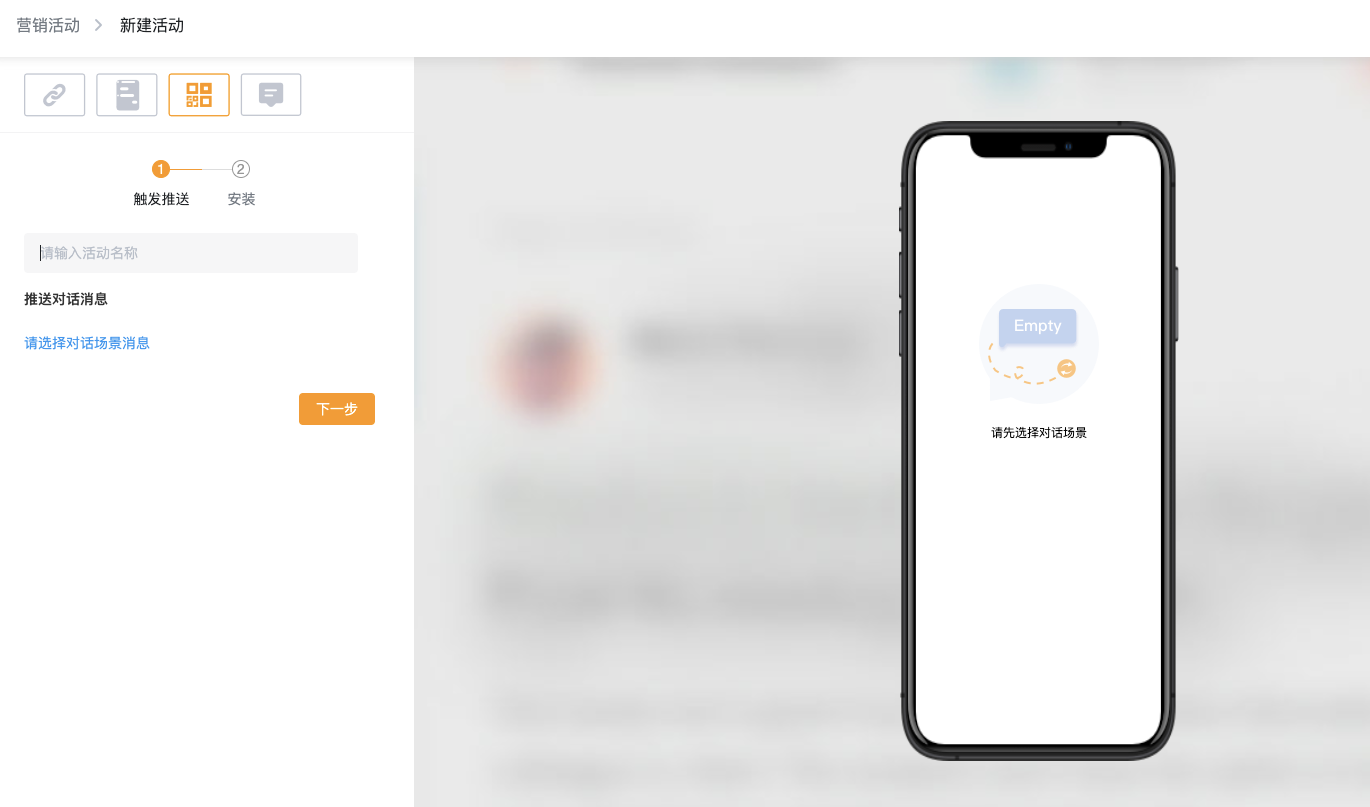 营销活动 新建活动
1 2
触发推送 安装
请输入活动名称
推送对话消息
请选择对话场景消息
下一步
Empty
请先选择对话场景